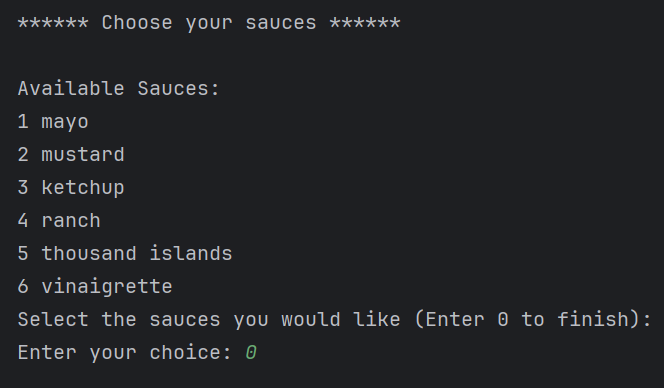 ****** Choose your sauces ******
Available Sauces:
1 mayo
2 mustard
3 ketchup
4 ranch
5 thousand islands
6 vinaigrette
Select the sauces you would like (Enter 0 to finish):
Enter your choice: 0